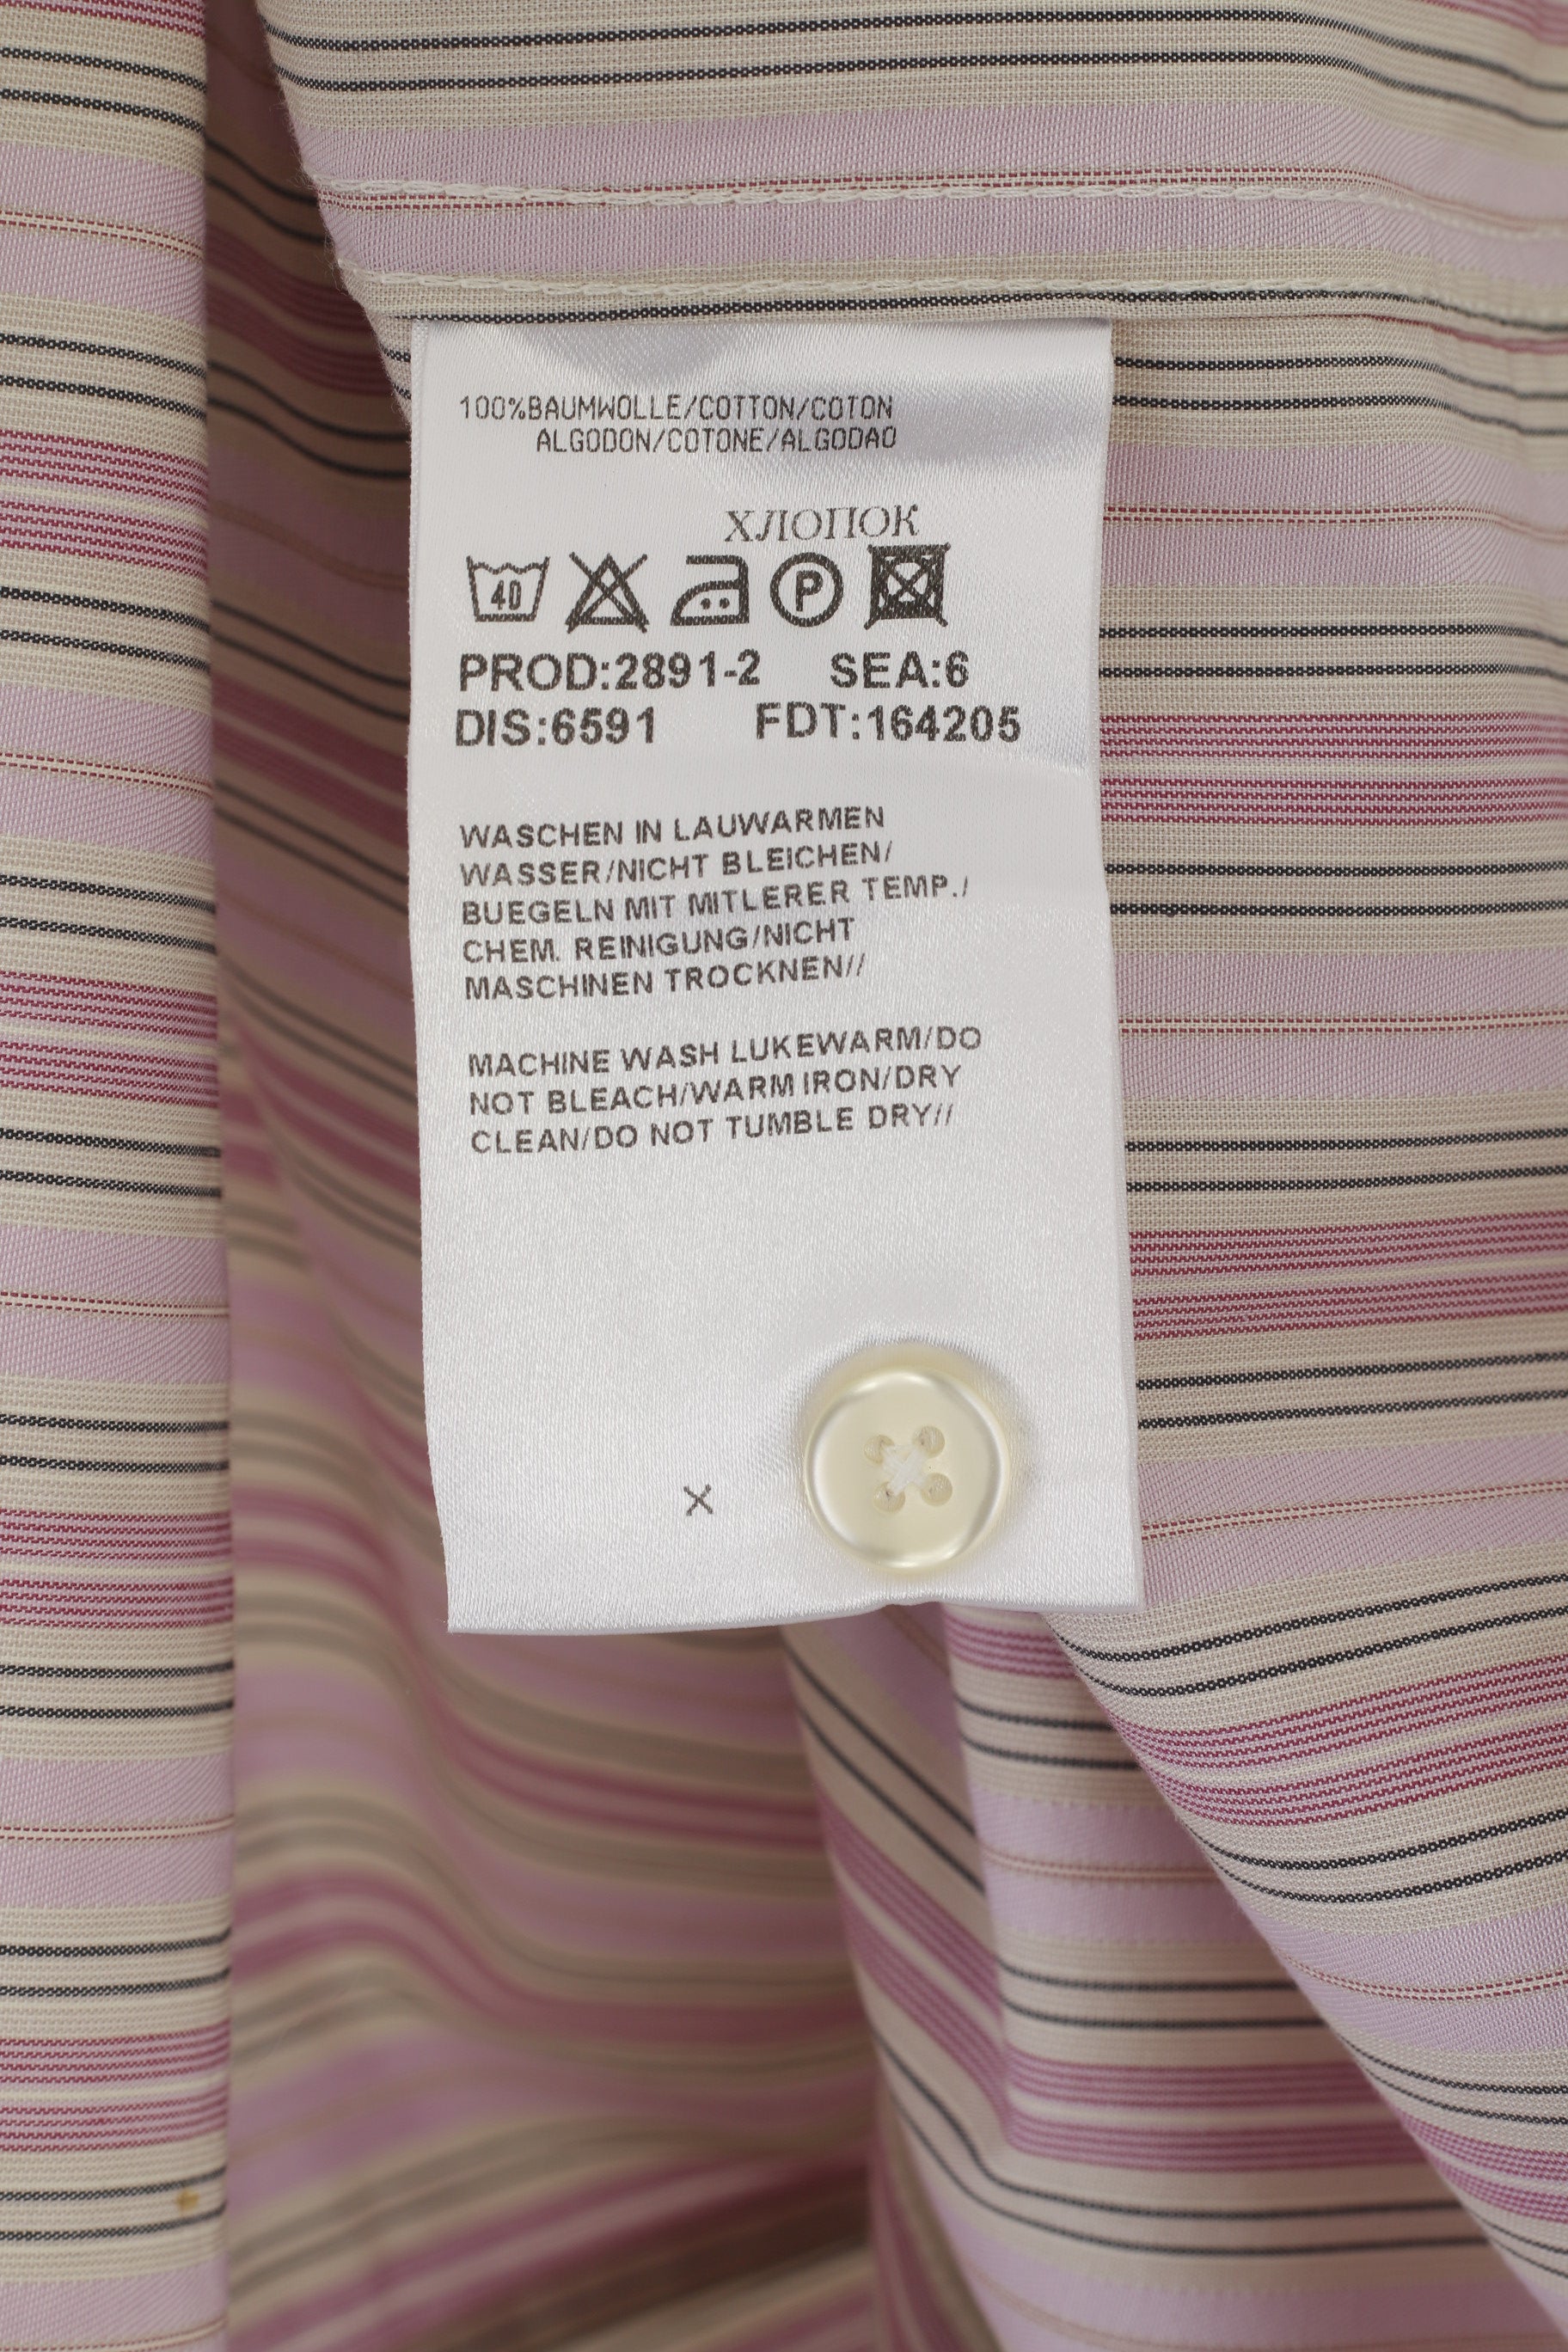 100%BAUMWOLLE/COTTON/COTON
ALGODON/COTONE/ALGODAO
ХЛОПОК
40 P
PROD:2891-2 SEA:6
DIS:6591 FDT:164205
WASCHEN IN LAUWARMEN
WASSER/NICHT BLEICHEN/
BUEGELN MIT MITLERER TEMP./
CHEM. REINIGUNG/NICHT
MASCHINEN TROCKNEN//
MACHINE WASH LUKEWARM/DO
NOT BLEACH/WARM IRON/DRY
CLEAN/DO NOT TUMBLE DRY//
X